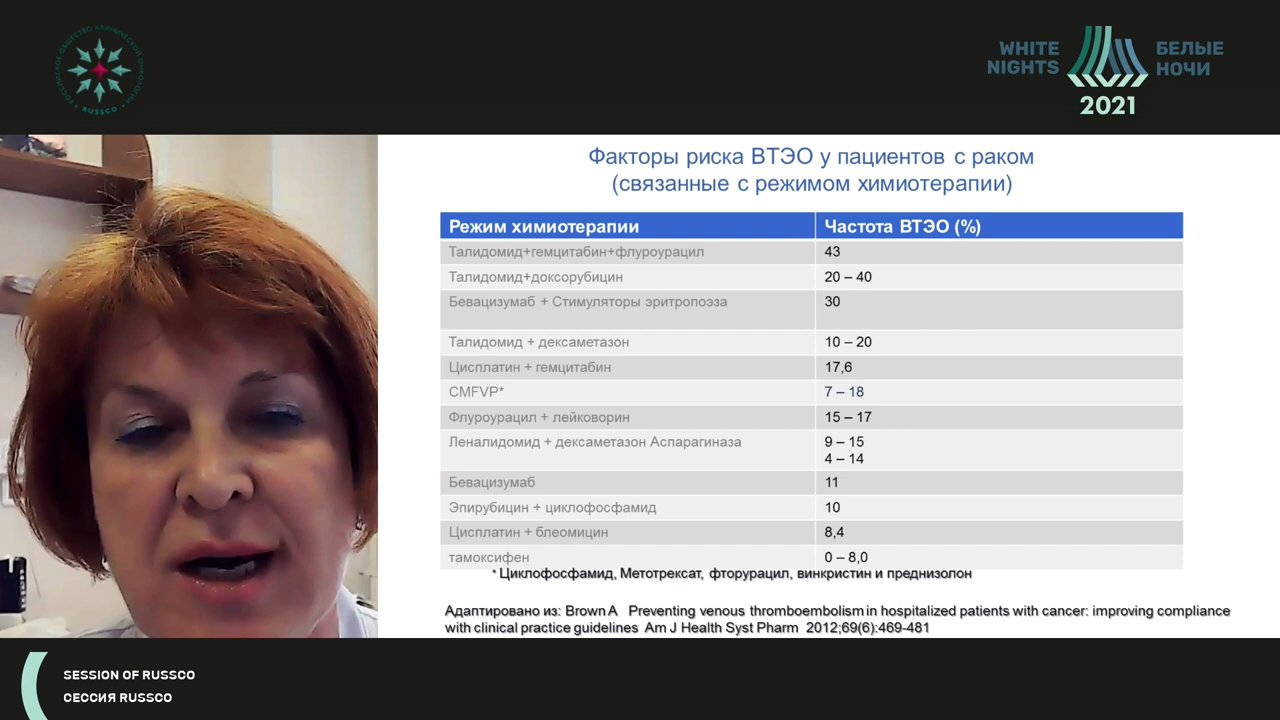 РОССИЙСКОЕ ОБЩЕСТВО КЛИНИЧЕСКОЙ ОНКОЛОГИИ
RUSSCO
WHITE NIGHTS
БЕЛЫЕ НОЧИ
2021
Факторы риска ВТЭО у пациентов с раком
(связанные с режимом химиотерапии)
Режим химиотерапии Частота ВТЭО (%)
Талидомид+гемцитабин+флуроурацил 43
Талидомид+доксорубицин 20 – 40
Бевацизумаб + Стимуляторы эритропоэза 30
Талидомид + дексаметазон 10 – 20
Цисплатин + гемцитабин 17,6
CMFVP* 7 – 18
Флуроурацил + лейковорин 15 – 17
Леналидомид + дексаметазон Аспарагиназа 9 – 15
4 – 14
Бевацизумаб 11
Эпирубицин + циклофосфамид 10
Цисплатин + блеомицин 8,4
тамоксифен 0 – 8,0
* Циклофосфамид, Метотрексат, фторурацил, винкристин и преднизолон
Адаптировано из: Brown A Preventing venous thromboembolism in hospitalized patients with cancer: improving compliance
with clinical practice guidelines Am J Health Syst Pharm 2012;69(6):469-481
SESSION OF RUSSCO
СЕССИЯ RUSSCO